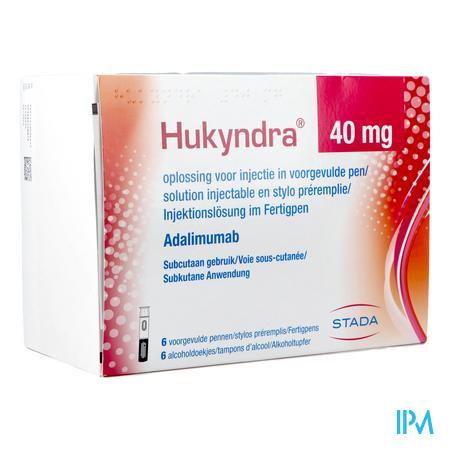 Hukyndra®
40 mg
oplossing voor injectie in voorgevulde pen/
solution injectable en stylo préremplie/
Injektionslösung im Fertigpen
Adalimumab
Subcutaan gebruik/Voie sous-cutanée/
Subkutane Anwendung
6 voorgevulde pennen/stylos préremplis/Fertigpens
6 alcoholdoekjes/tampons d'alcool/Alkoholtupfer
STADA
IPM